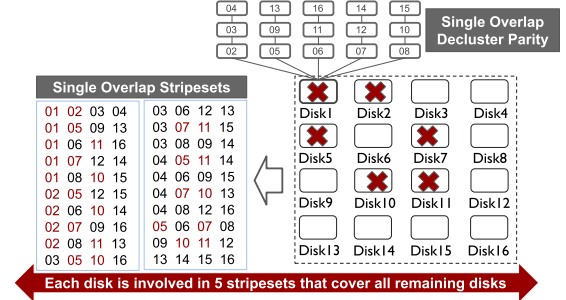 04 13 16 14 15
03 09 11 12 10
02 05 06 07 08
Single Overlap
Decluster Parity
Single Overlap Stripesets
01 02 03 04
01 05 09 13
01 06 11 16
01 07 12 14
01 08 10 15
02 05 12 15
02 06 10 14
02 07 09 16
02 08 11 13
03 05 10 16
03 06 12 13
03 07 11 15
03 08 09 14
04 05 11 14
04 06 09 15
04 07 10 13
04 08 12 16
05 06 07 08
09 10 11 12
13 14 15 16
Disk1 Disk2 Disk3 Disk4
Disk5 Disk6 Disk7 Disk8
Disk9 Disk10 Disk11 Disk12
Disk13 Disk14 Disk15 Disk16
Each disk is involved in 5 stripesets that cover all remaining disks